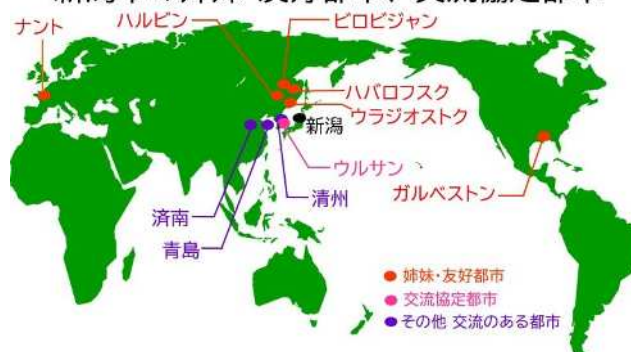 ナント
ハルビン
ビロビジャン
ハバロフスク
ウラジオストク
新潟
ウルサン
清州
ガルベストン
済南
青島
姉妹・友好都市
交流協定都市
その他 交流のある都市